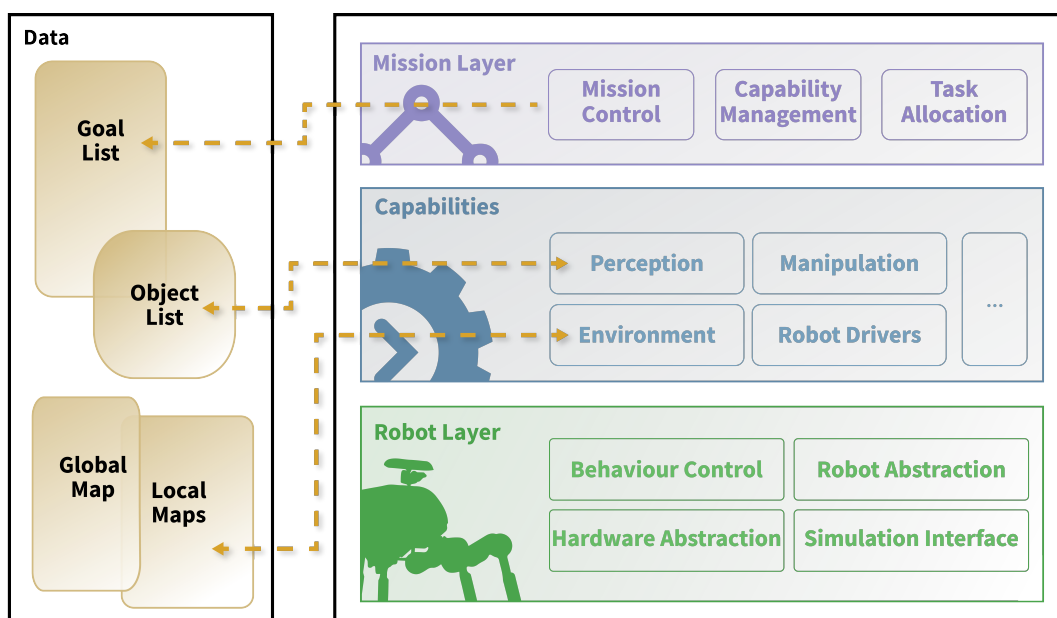 Data
Goal
List
Object
List
Global
Map
Local
Maps
Mission Layer
Mission
Control
Capability
Management
Task
Allocation
Capabilities
Perception
Manipulation
...
Environment
Robot Drivers
Robot Layer
Behaviour Control
Robot Abstraction
Hardware Abstraction
Simulation Interface